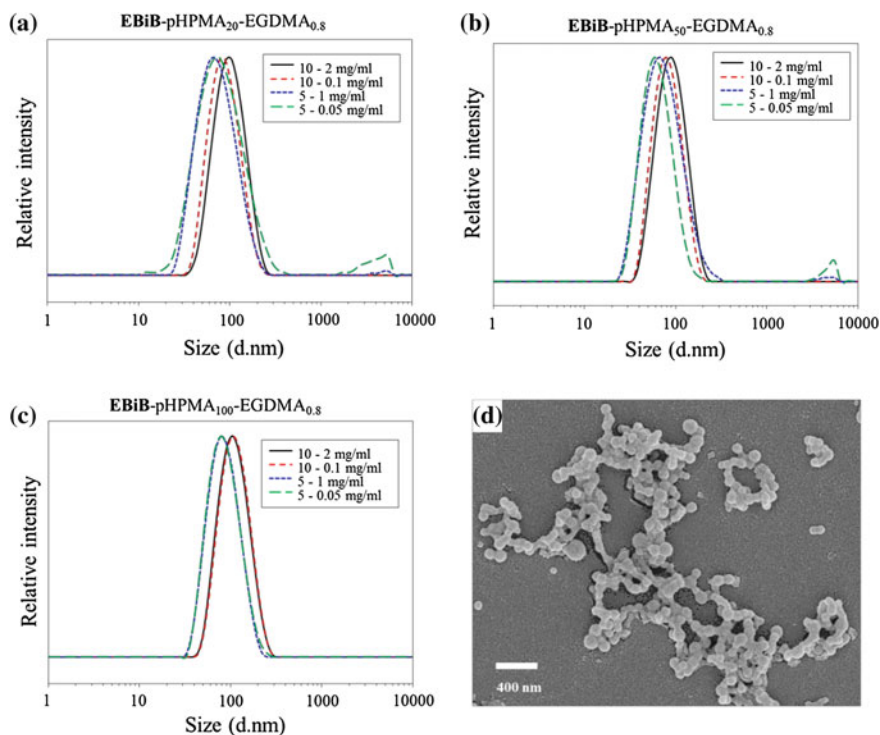 (a) EBiB-pHPMA20-EGDMA0.8
10 - 2 mg/ml
10 - 0.1 mg/ml
5 - 1 mg/ml
5 - 0.05 mg/ml
Relative intensity
1 10 100 1000 10000
Size (d.nm)
(b) EBiB-pHPMA50-EGDMA0.8
10 - 2 mg/ml
10 - 0.1 mg/ml
5 - 1 mg/ml
5 - 0.05 mg/ml
Relative intensity
1 10 100 1000 10000
Size (d.nm)
(c) EBiB-pHPMA100-EGDMA0.8
10 - 2 mg/ml
10 - 0.1 mg/ml
5 - 1 mg/ml
5 - 0.05 mg/ml
Relative intensity
1 10 100 1000 10000
Size (d.nm)
(d)
400 nm